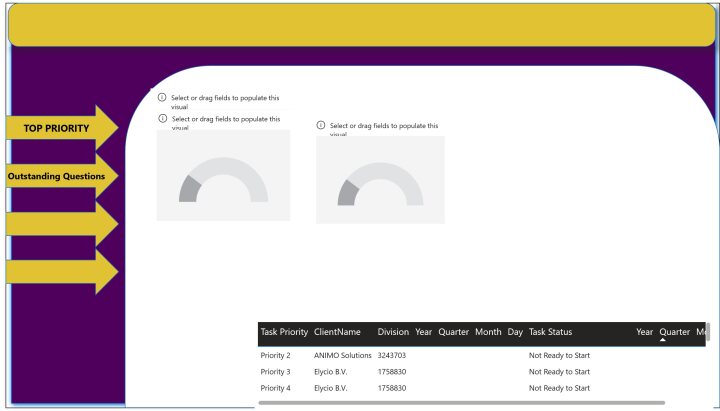 Select or drag fields to populate this
visual
Select or drag fields to populate this
visual
Select or drag fields to populate this
visual
TOP PRIORITY
Outstanding Questions
Task Priority ClientName Division Year Quarter Month Day Task Status Year Quarter
Priority 2 ANIMO Solutions 3243703 Not Ready to Start
Priority 3 Elycio B.V. 1758830 Not Ready to Start
Priority 4 Elycio B.V. 1758830 Not Ready to Start